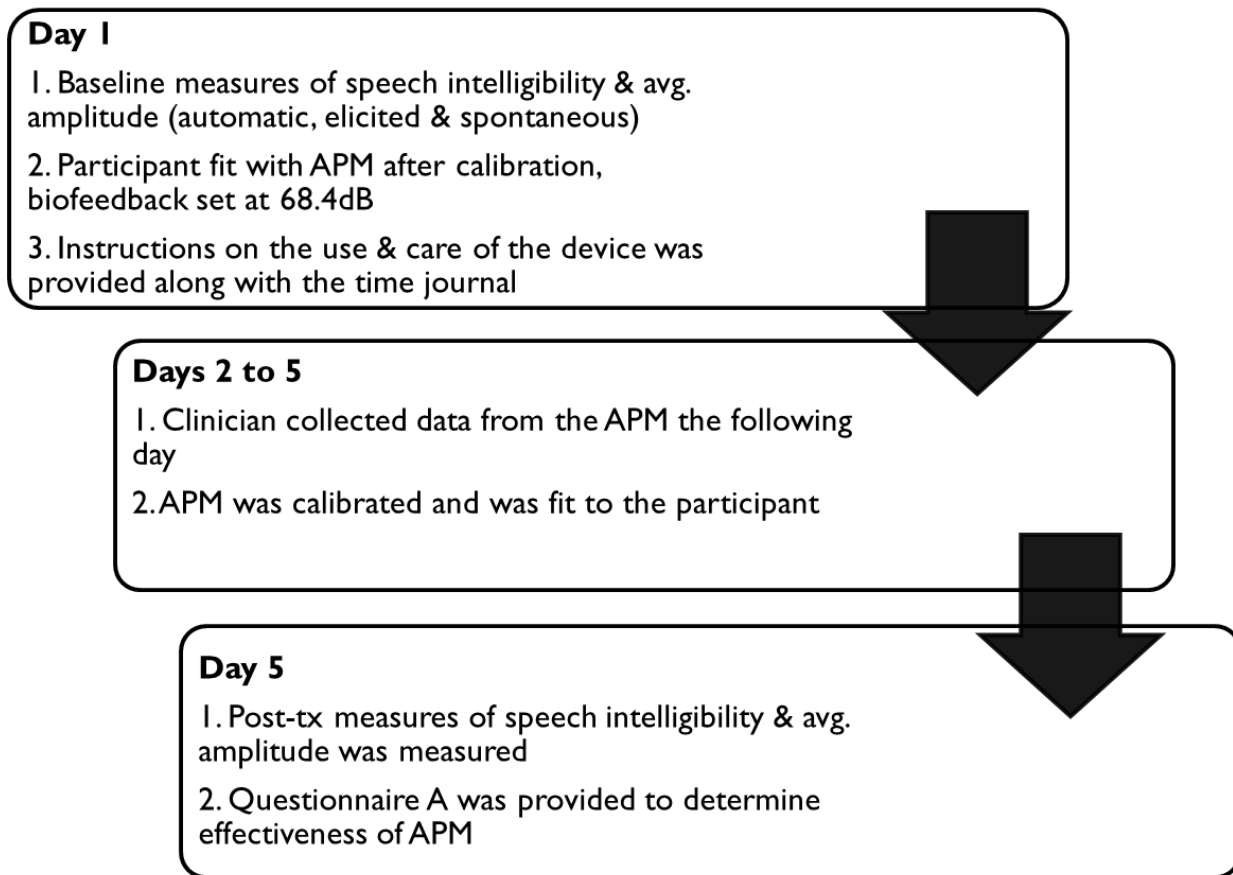 Day 1
1. Baseline measures of speech intelligibility & avg.
amplitude (automatic, elicited & spontaneous)
2. Participant fit with APM after calibration,
biofeedback set at 68.4dB
3. Instructions on the use & care of the device was
provided along with the time journal
Days 2 to 5
1. Clinician collected data from the APM the following
day
2. APM was calibrated and was fit to the participant
Day 5
1. Post-tx measures of speech intelligibility & avg.
amplitude was measured
2. Questionnaire A was provided to determine
effectiveness of APM